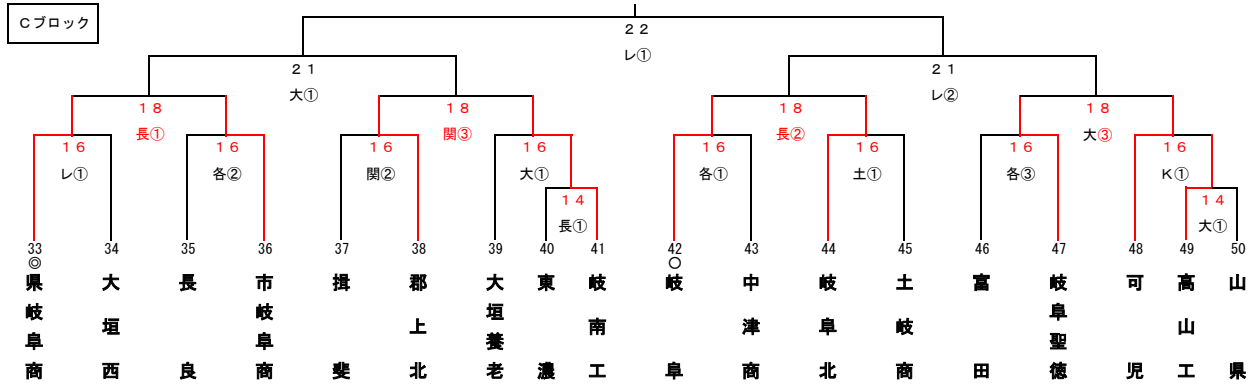 Cブロック
22
レ①
21
大①
21
レ②
18
長①
18
関③
18
長②
18
大③
16
レ①
16
各②
16
関②
16
大①
16
各①
16
土①
16
各③
16
K①
14
長①
14
大①
33 34 35 36 37 38 39 40 41 42 43 44 45 46 47 48 49 50
◎ ○
県岐阜商
大垣西
長良
市岐阜商
揖斐
郡上北
大垣養老
東濃
岐南工
岐阜
中津商
岐阜北
土岐商
富田
岐阜聖徳
可児
高山工
山県